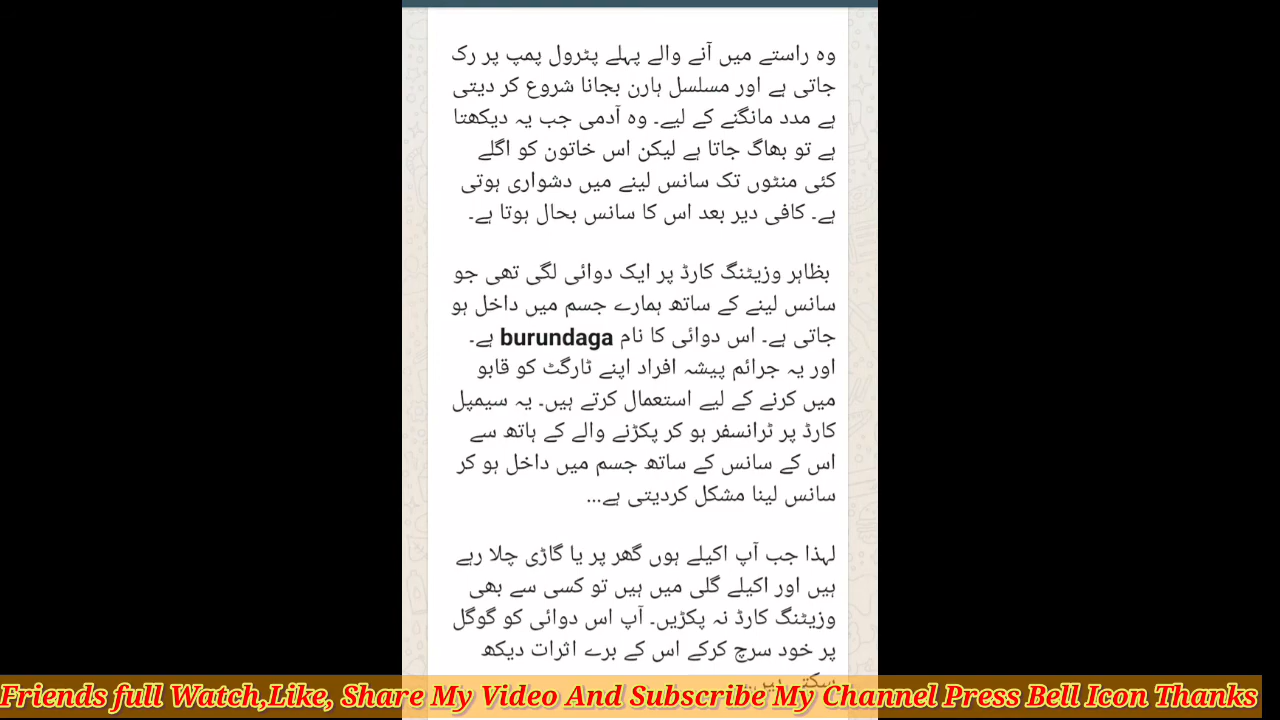 وہ راستے میں آنے والے پہلے پٹرول پمپ پر رک
جاتی ہے اور مسلسل ہارن بجانا شروع کر دیتی
ہے مدد مانگنے کے لیے۔ وہ آدمی جب یہ دیکھتا
ہے تو بھاگ جاتا ہے لیکن اس خاتون کو اگلے
کئی منٹوں تک سانس لینے میں دشواری ہوتی
ہے۔ کافی دیر بعد اس کا سانس بحال ہوتا ہے۔
بظاہر وزیٹنگ کارڈ پر ایک دوائی لگی تھی جو
سانس لینے کے ساتھ ہمارے جسم میں داخل ہو
جاتی ہے۔ اس دوائی کا نام burundaga ہے۔
اور یہ جرائم پیشہ افراد اپنے ٹارگٹ کو قابو
میں کرنے کے لیے استعمال کرتے ہیں۔ یہ سیمپل
کارڈ پر ٹرانسفر ہو کر پکڑنے والے کے ہاتھ سے
اس کے سانس کے ساتھ جسم میں داخل ہو کر
سانس لینا مشکل کردیتی ہے...
لہذا جب آپ اکیلے ہوں گھر پر یا گاڑی چلا رہے
ہیں اور اکیلے گلی میں ہیں تو کسی سے بھی
وزیٹنگ کارڈ نہ پکڑیں۔ آپ اس دوائی کو گوگل
پر خود سرچ کرکے اس کے برے اثرات دیکھ
Friends full Watch,Like, Share My Video And Subscribe My Channel Press Bell Icon Thanks